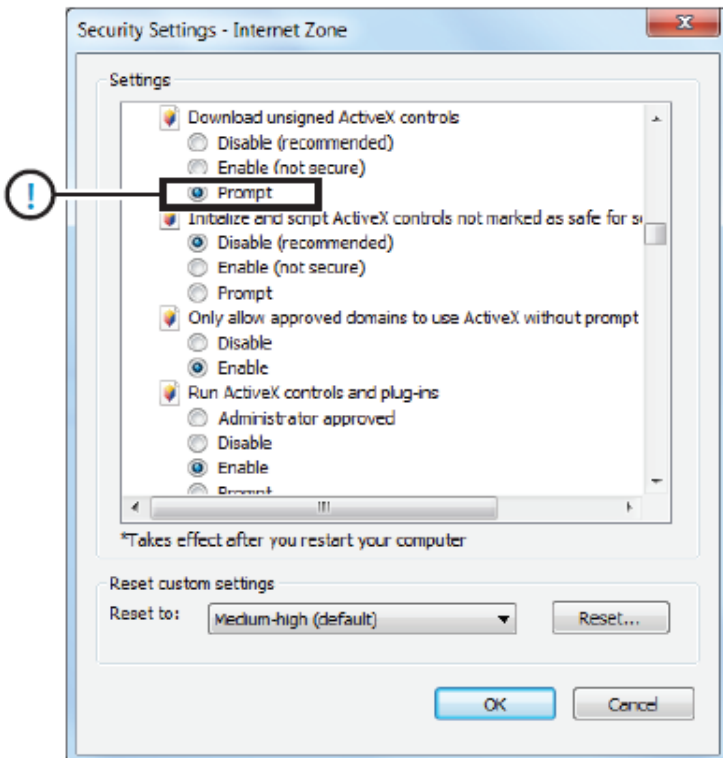 Security Settings - Internet Zone
Settings
Download unsigned ActiveX controls
Disable (recommended)
Enable (not secure)
Prompt
Initialize and script ActiveX controls not marked as safe for s
Disable (recommended)
Enable (not secure)
Prompt
Only allow approved domains to use ActiveX without prompt
Disable
Enable
Run ActiveX controls and plug-ins
Administrator approved
Disable
Enable
Prompt
*Takes effect after you restart your computer
Reset custom settings
Reset to:
Medium-high (default)
Reset...
OK
Cancel
!